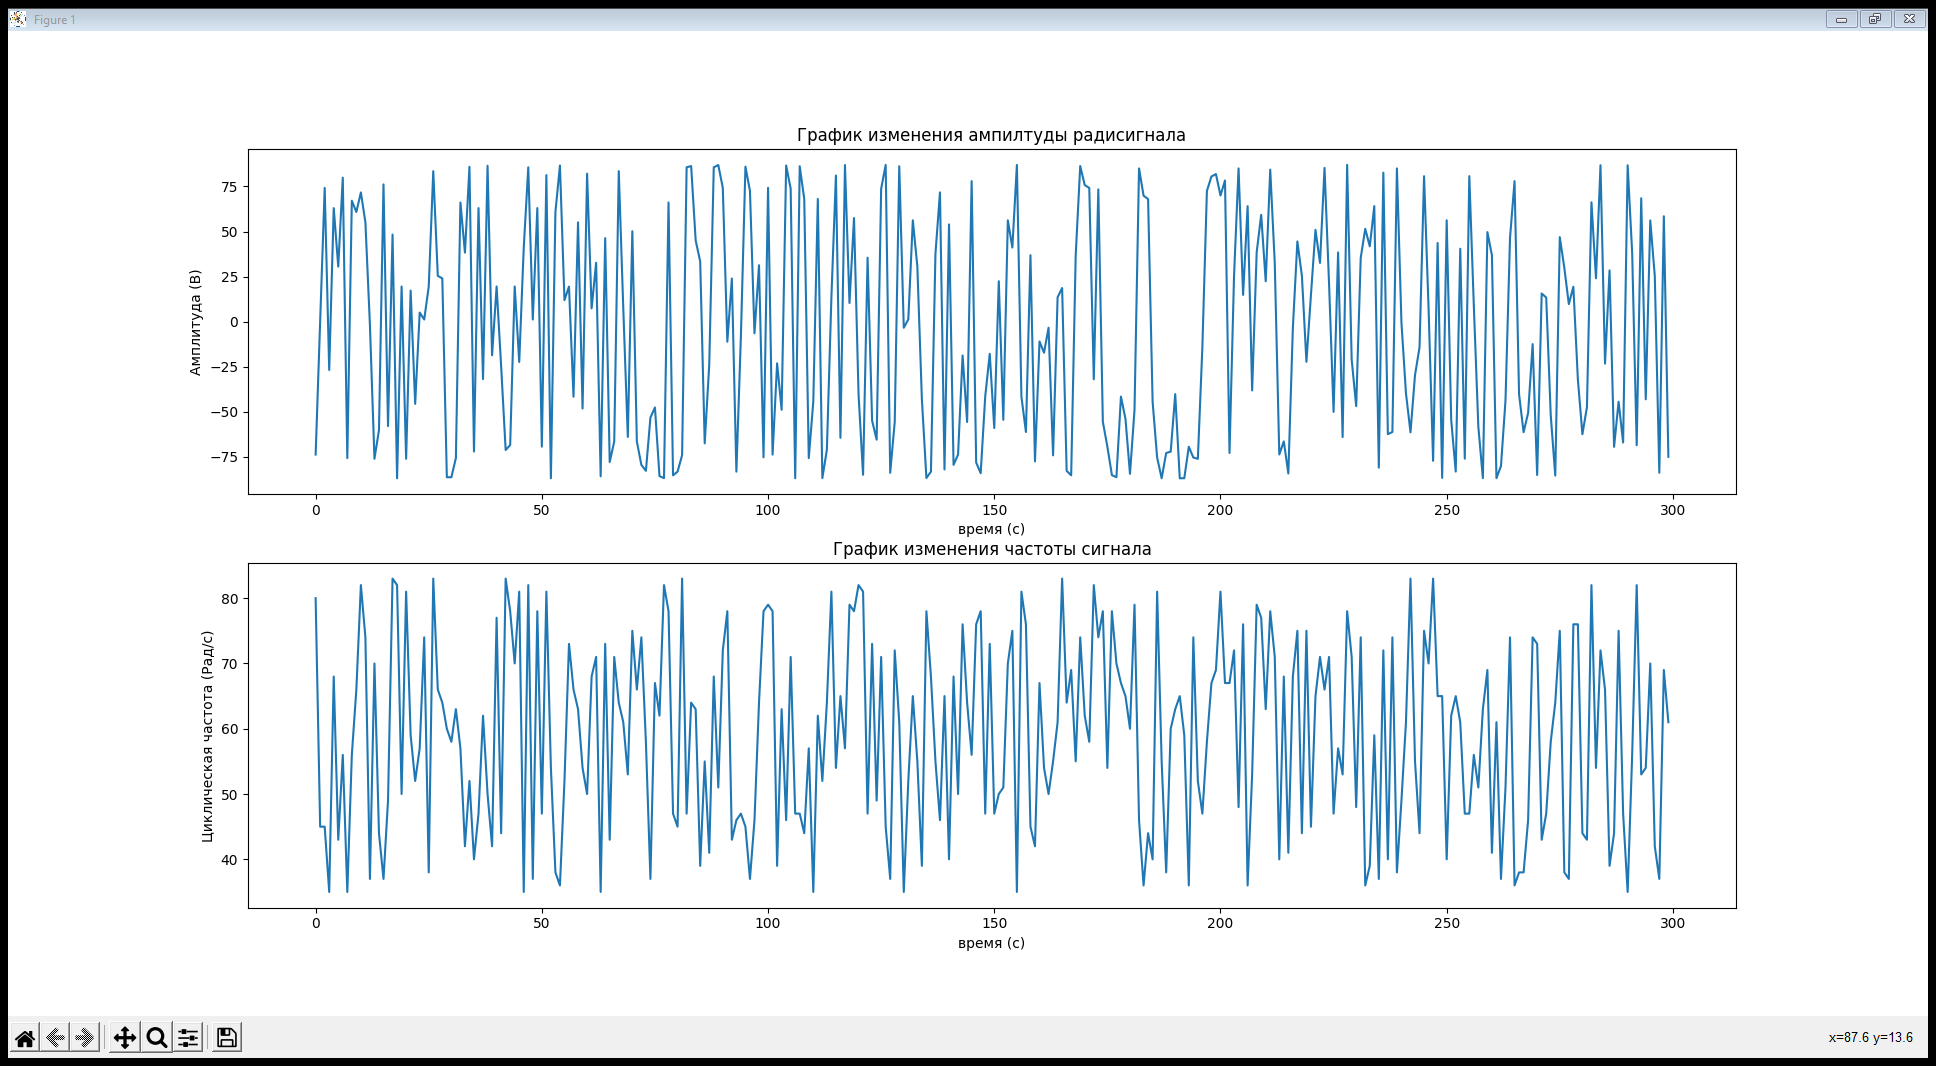 Figure 1
График изменения ампилтуды радисигнала
Амплитуда (В)
75
50
25
0
−25
−50
−75
0 50 100 150 200 250 300
время (с)
График изменения частоты сигнала
Циклическая частота (Рад/с)
80
70
60
50
40
0 50 100 150 200 250 300
время (с)
x=87.6 y=13.6